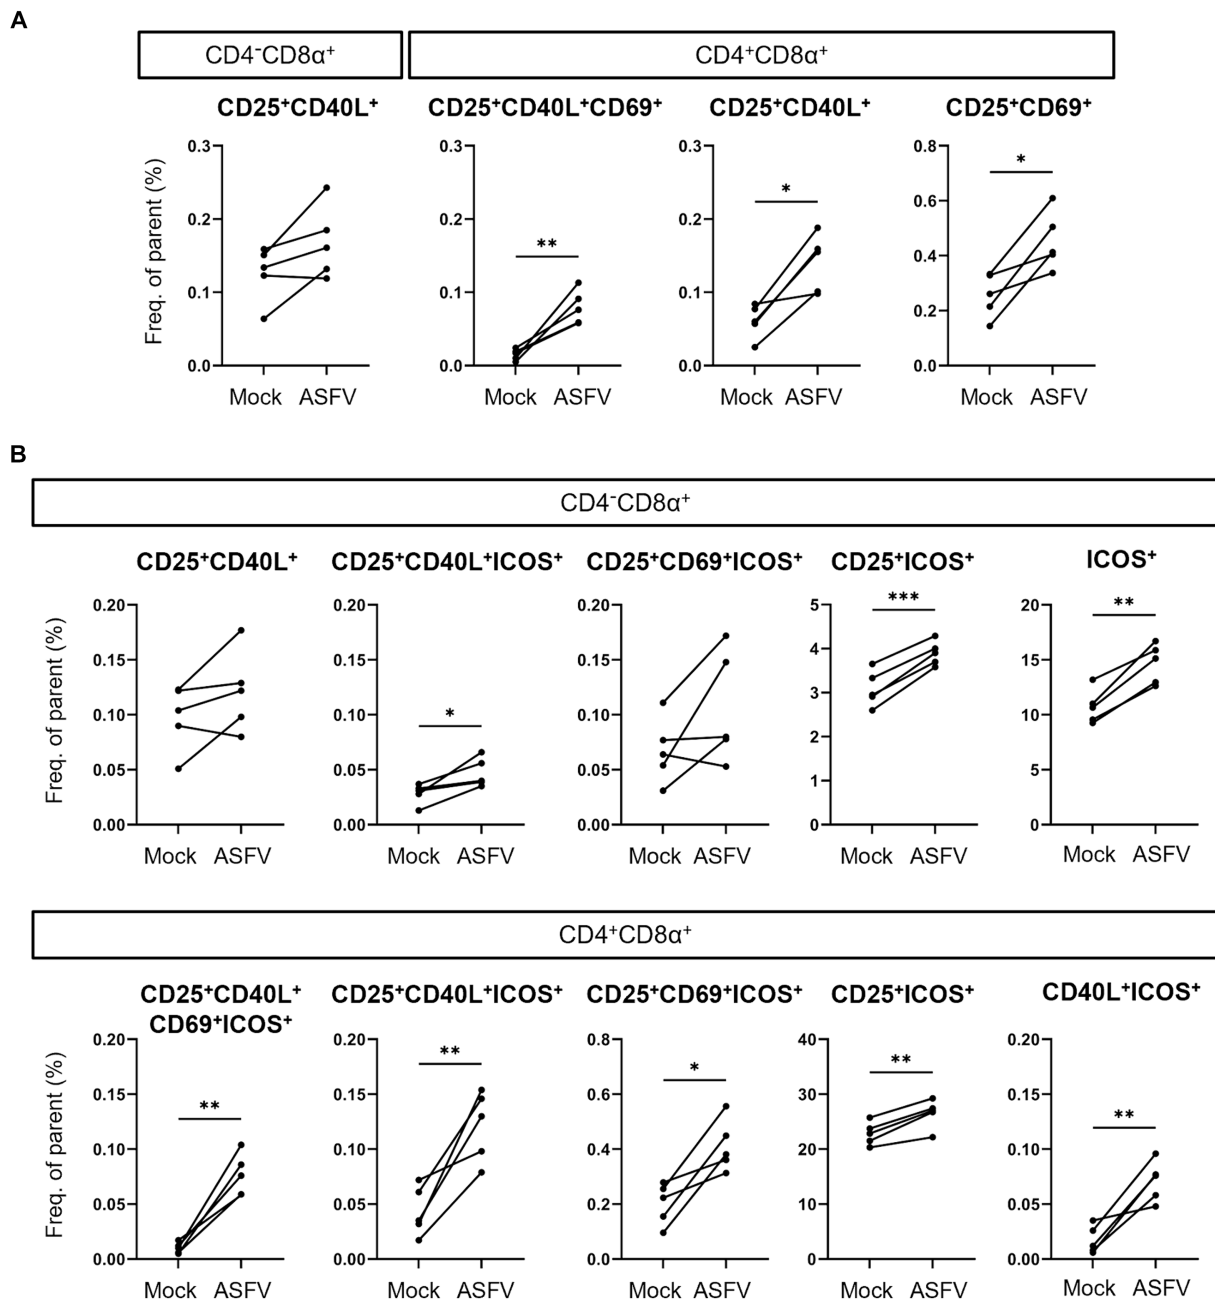 A
CD4⁻CD8α⁺ CD4⁺CD8α⁺
CD25⁺CD40L⁺ CD25⁺CD40L⁺CD69⁺ CD25⁺CD40L⁺ CD25⁺CD69⁺
Freq. of parent (%)
0.3 0.3 0.3 0.8
* 
0.6
** *
0.2 0.2 0.2
0.4
0.1 0.1 0.1
0.2
0.0 0.0 0.0 0.0
Mock ASFV Mock ASFV Mock ASFV Mock ASFV
B
CD4⁻CD8α⁺
CD25⁺CD40L⁺ CD25⁺CD40L⁺ICOS⁺ CD25⁺CD69⁺ICOS⁺ CD25⁺ICOS⁺ ICOS⁺
Freq. of parent (%)
0.20 0.20 0.20 5 20
*** **
4
0.15 0.15 0.15 15
3
0.10 0.10 0.10 10
*
2
0.05 0.05 0.05 5
1
0.00 0.00 0.00 0 0
Mock ASFV Mock ASFV Mock ASFV Mock ASFV Mock ASFV
CD4⁺CD8α⁺
CD25⁺CD40L⁺ CD25⁺CD40L⁺ICOS⁺ CD25⁺CD69⁺ICOS⁺ CD25⁺ICOS⁺ CD40L⁺ICOS⁺
CD69⁺ICOS⁺
Freq. of parent (%)
0.20 0.20 0.8 40 0.20
** * **
0.15 0.15 0.6 30 0.15
** **
0.10 0.10 0.4 20 0.10
0.05 0.05 0.2 10 0.05
0.00 0.00 0.0 0 0.00
Mock ASFV Mock ASFV Mock ASFV Mock ASFV Mock ASFV